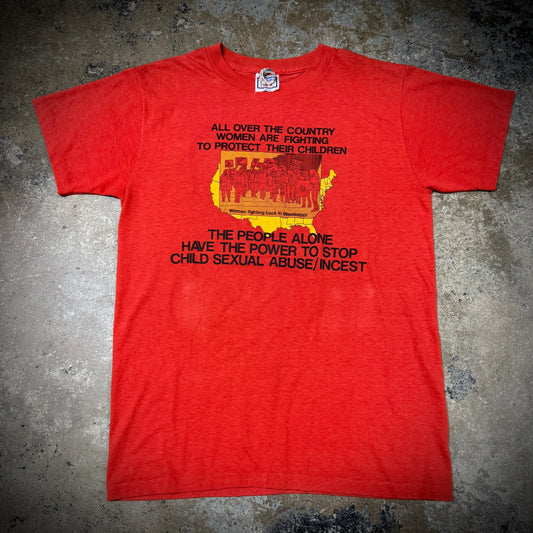 ALL OVER THE COUNTRY
WOMEN ARE FIGHTING
TO PROTECT THEIR CHILDREN
Women fighting back in Mississippi
THE PEOPLE ALONE
HAVE THE POWER TO STOP
CHILD SEXUAL ABUSE/INCEST